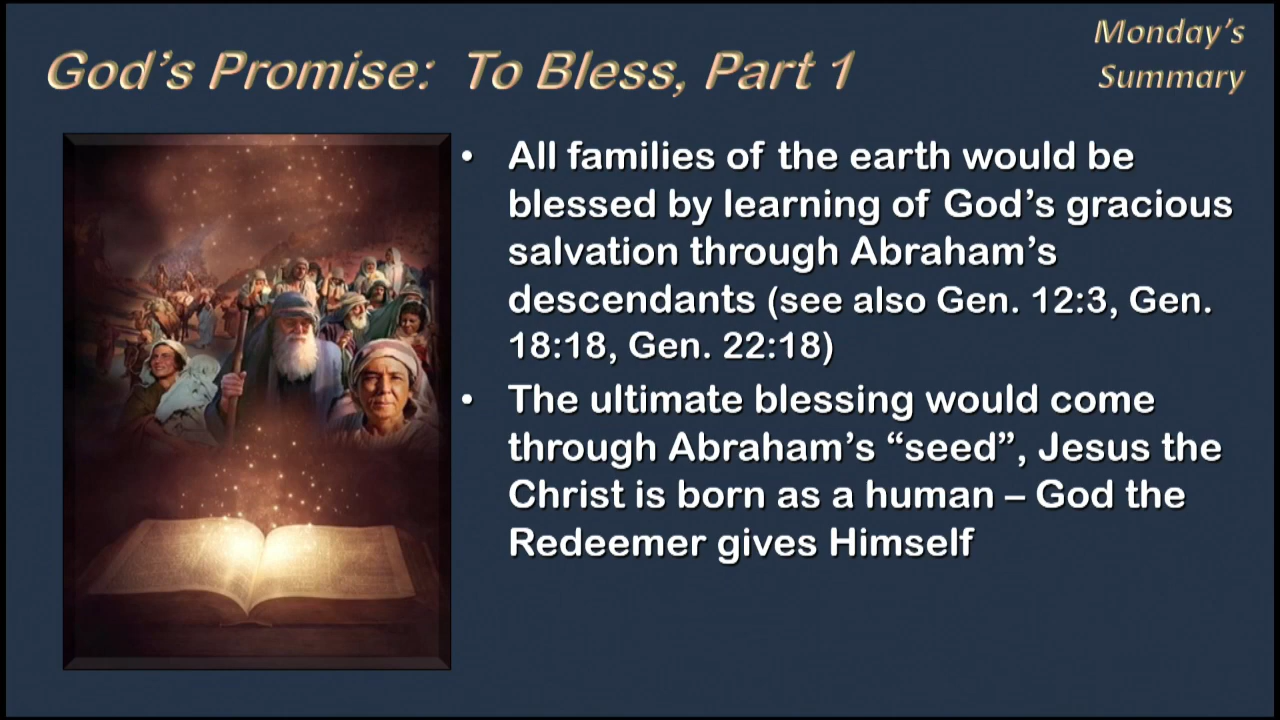 God's Promise: To Bless, Part 1
Monday's
Summary
• All families of the earth would be
blessed by learning of God's gracious
salvation through Abraham's
descendants (see also Gen. 12:3, Gen.
18:18, Gen. 22:18)
• The ultimate blessing would come
through Abraham's “seed”, Jesus the
Christ is born as a human – God the
Redeemer gives Himself